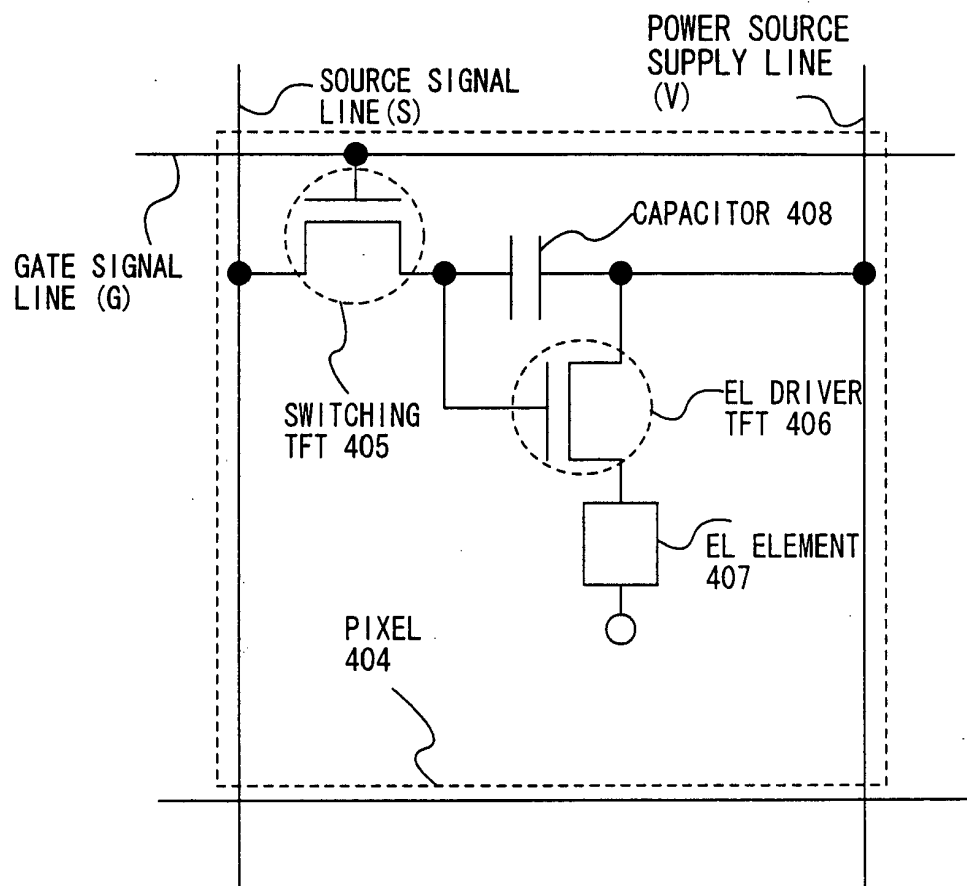 POWER SOURCE
SUPPLY LINE
(V)
SOURCE SIGNAL
LINE(S)
CAPACITOR 408
GATE SIGNAL
LINE (G)
SWITCHING
TFT 405
EL DRIVER
TFT 406
EL ELEMENT
407
PIXEL
404